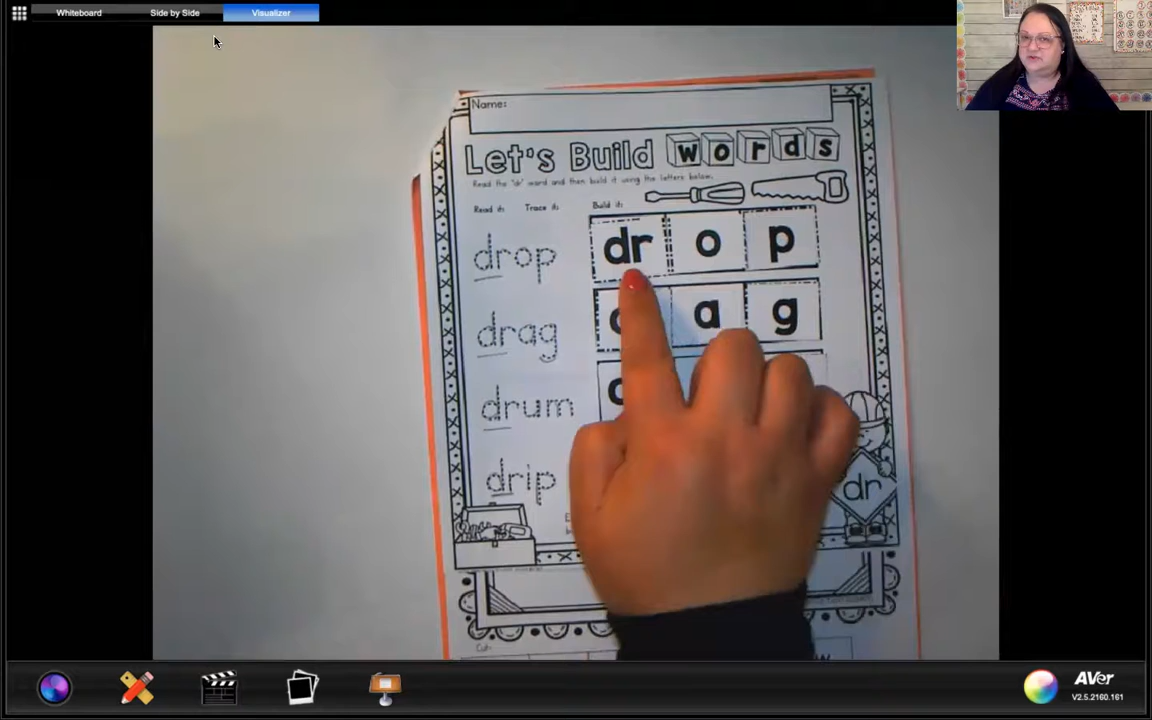 Whiteboard Side by Side Visualizer
Name:
Let's Build words
Read the 'dr' word and then build it using the letters below.
Read it: Trace it: Build it:
drop dr o p
drag a g
drum
drip
dr
Cut:
AVer
V2.5.2160.161